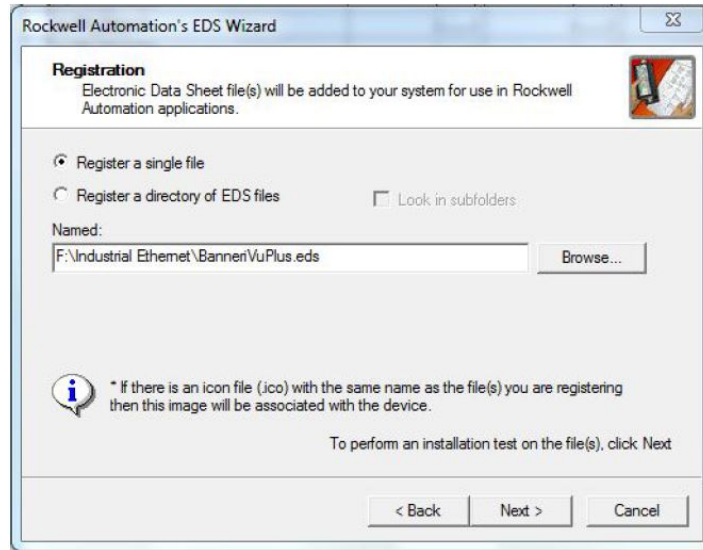 Rockwell Automation's EDS Wizard
Registration
Electronic Data Sheet file(s) will be added to your system for use in Rockwell
Automation applications.
Register a single file
Register a directory of EDS files
Look in subfolders
Named:
F:\Industrial Ethernet\BanneriVuPlus.eds
Browse...
* If there is an icon file (.ico) with the same name as the file(s) you are registering
then this image will be associated with the device.
To perform an installation test on the file(s), click Next
< Back
Next >
Cancel